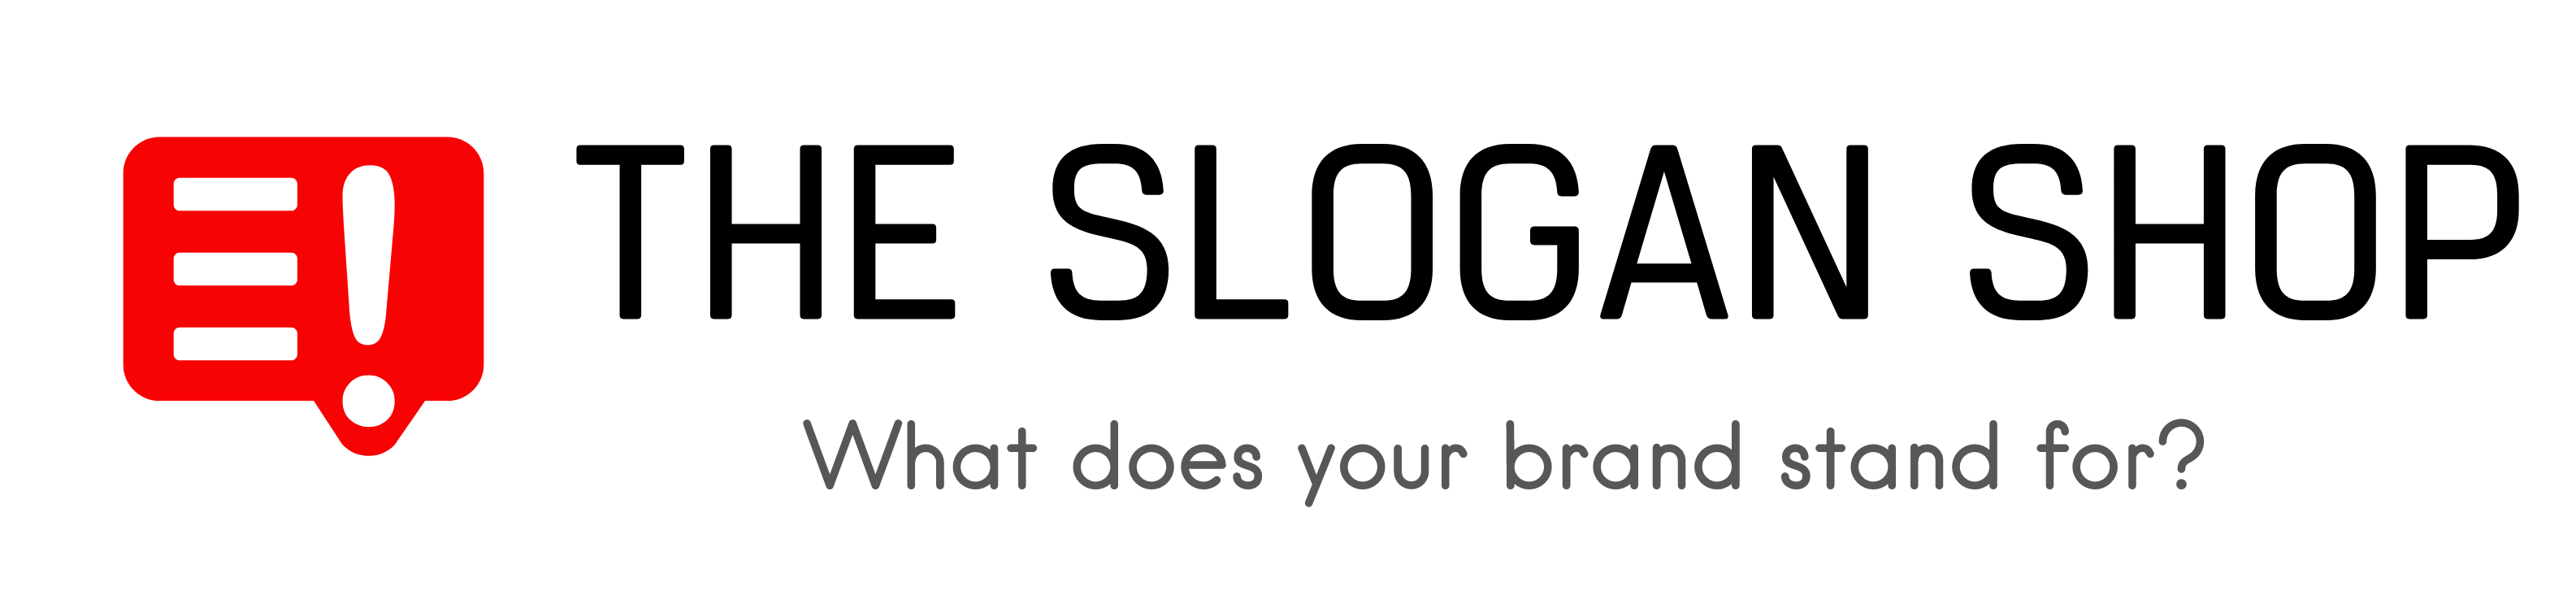 THE SLOGAN SHOP
What does your brand stand for?